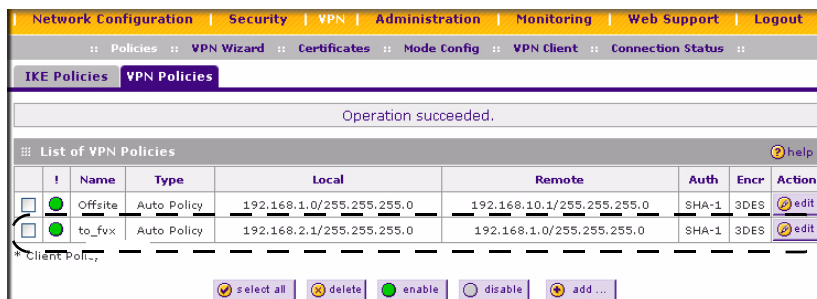 Network Configuration | Security | VPN | Administration | Monitoring | Web Support | Logout
:: Policies :: VPN Wizard :: Certificates :: Mode Config :: VPN Client :: Connection Status ::
IKE Policies VPN Policies
Operation succeeded.
List of VPN Policies help
! Name Type Local Remote Auth Encr Action
Offsite Auto Policy 192.168.1.0/255.255.255.0 192.168.10.1/255.255.255.0 SHA-1 3DES edit
to_fvx Auto Policy 192.168.2.1/255.255.255.0 192.168.1.0/255.255.255.0 SHA-1 3DES edit
* Client
select all delete enable disable add ...